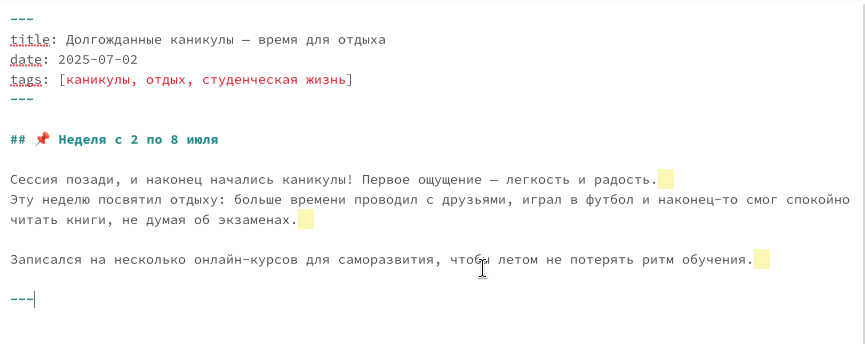 ---
title: Долгожданные каникулы — время для отдыха
date: 2025-07-02
tags: [каникулы, отдых, студенческая жизнь]
---
## 📌 Неделя с 2 по 8 июля
Сессия позади, и наконец начались каникулы! Первое ощущение — легкость и радость.
Эту неделю посвятил отдыху: больше времени проводил с друзьями, играл в футбол и наконец-то смог спокойно
читать книги, не думая об экзаменах.
Записался на несколько онлайн-курсов для саморазвития, чтобы летом не потерять ритм обучения.
---